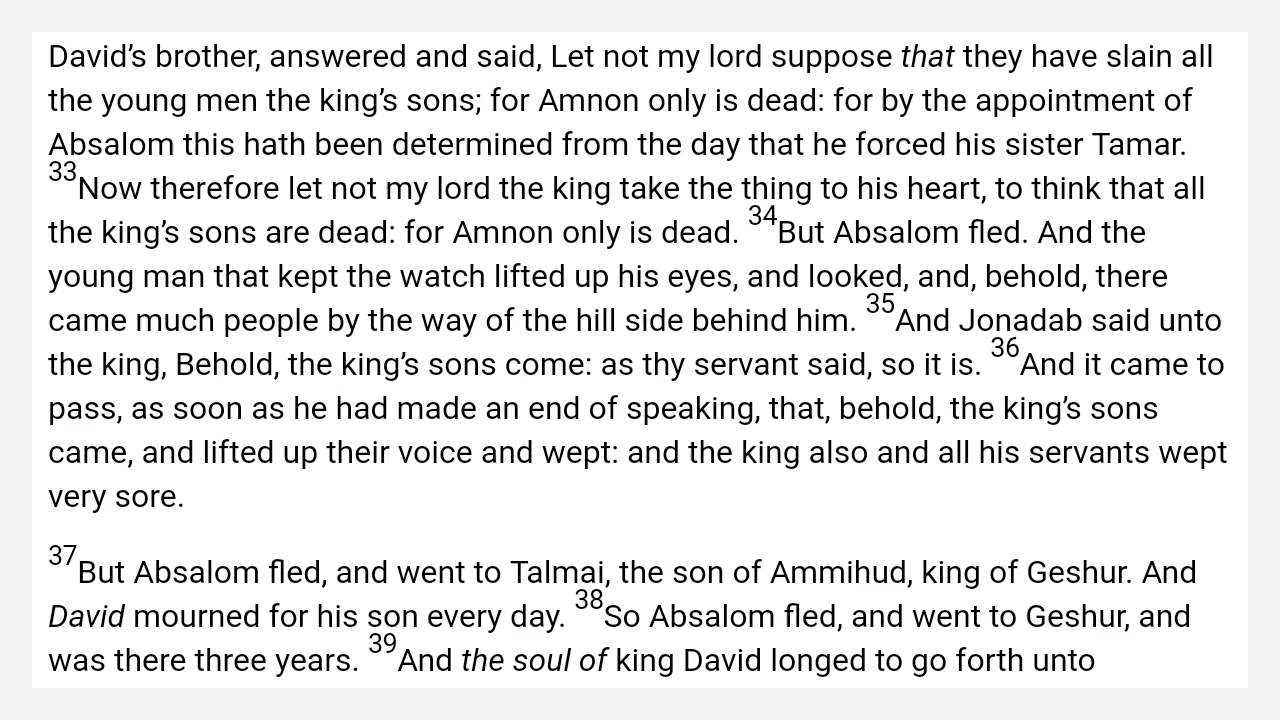 David’s brother, answered and said, Let not my lord suppose that they have slain all
the young men the king’s sons; for Amnon only is dead: for by the appointment of
Absalom this hath been determined from the day that he forced his sister Tamar.
33Now therefore let not my lord the king take the thing to his heart, to think that all
the king’s sons are dead: for Amnon only is dead. 34But Absalom fled. And the
young man that kept the watch lifted up his eyes, and looked, and, behold, there
came much people by the way of the hill side behind him. 35And Jonadab said unto
the king, Behold, the king’s sons come: as thy servant said, so it is. 36And it came to
pass, as soon as he had made an end of speaking, that, behold, the king’s sons
came, and lifted up their voice and wept: and the king also and all his servants wept
very sore.
37But Absalom fled, and went to Talmai, the son of Ammihud, king of Geshur. And
David mourned for his son every day. 38So Absalom fled, and went to Geshur, and
was there three years. 39And the soul of king David longed to go forth unto